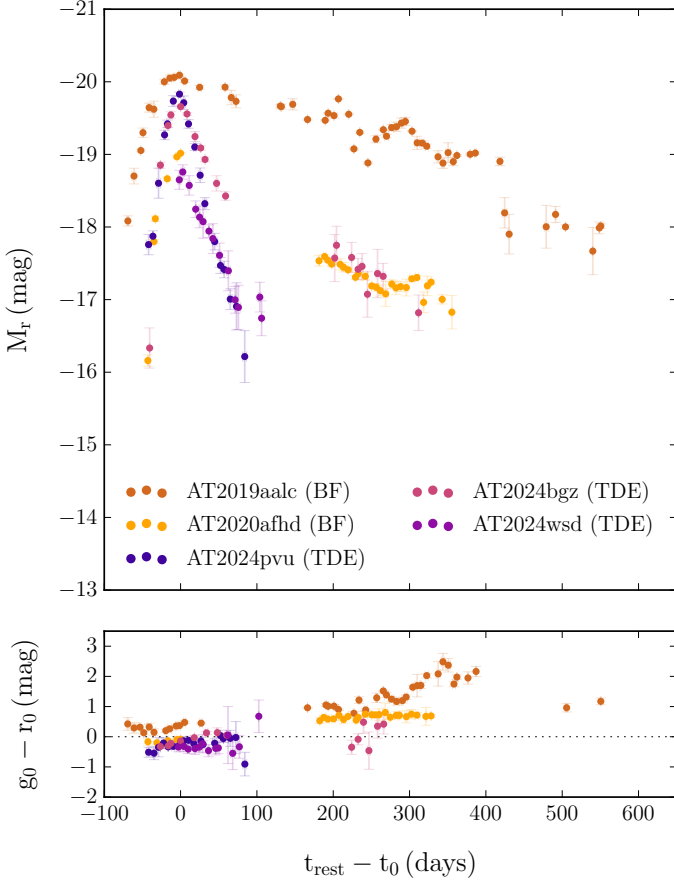 −21
−20
−19
−18
−17
−16
−15
−14
−13
M_r (mag)
AT2019aalc (BF)
AT2020afhd (BF)
AT2024pvu (TDE)
AT2024bgz (TDE)
AT2024wsd (TDE)
3
2
1
0
−1
−2
g_0 − r_0 (mag)
−100 0 100 200 300 400 500 600
t_rest − t_0 (days)